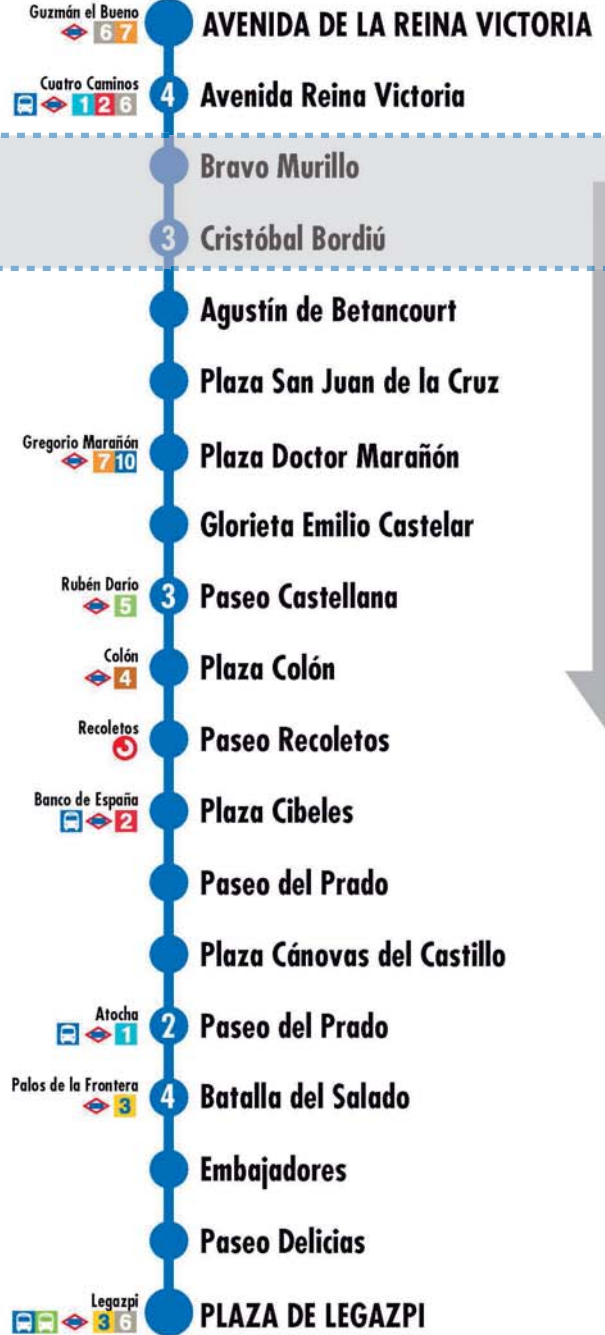 Guzmán el Bueno
6 7
AVENIDA DE LA REINA VICTORIA
Cuatro Caminos
1 2 6
4 Avenida Reina Victoria
Bravo Murillo
3 Cristóbal Bordiú
Agustín de Betancourt
Plaza San Juan de la Cruz
Gregorio Marañón
7 10
Plaza Doctor Marañón
Glorieta Emilio Castelar
Rubén Darío
5
3 Paseo Castellana
Colón
4
Plaza Colón
Recoletos
Paseo Recoletos
Banco de España
2
Plaza Cibeles
Paseo del Prado
Plaza Cánovas del Castillo
Atocha
1
2 Paseo del Prado
Palos de la Frontera
3
4 Batalla del Salado
Embajadores
Paseo Delicias
Legazpi
3 6
PLAZA DE LEGAZPI